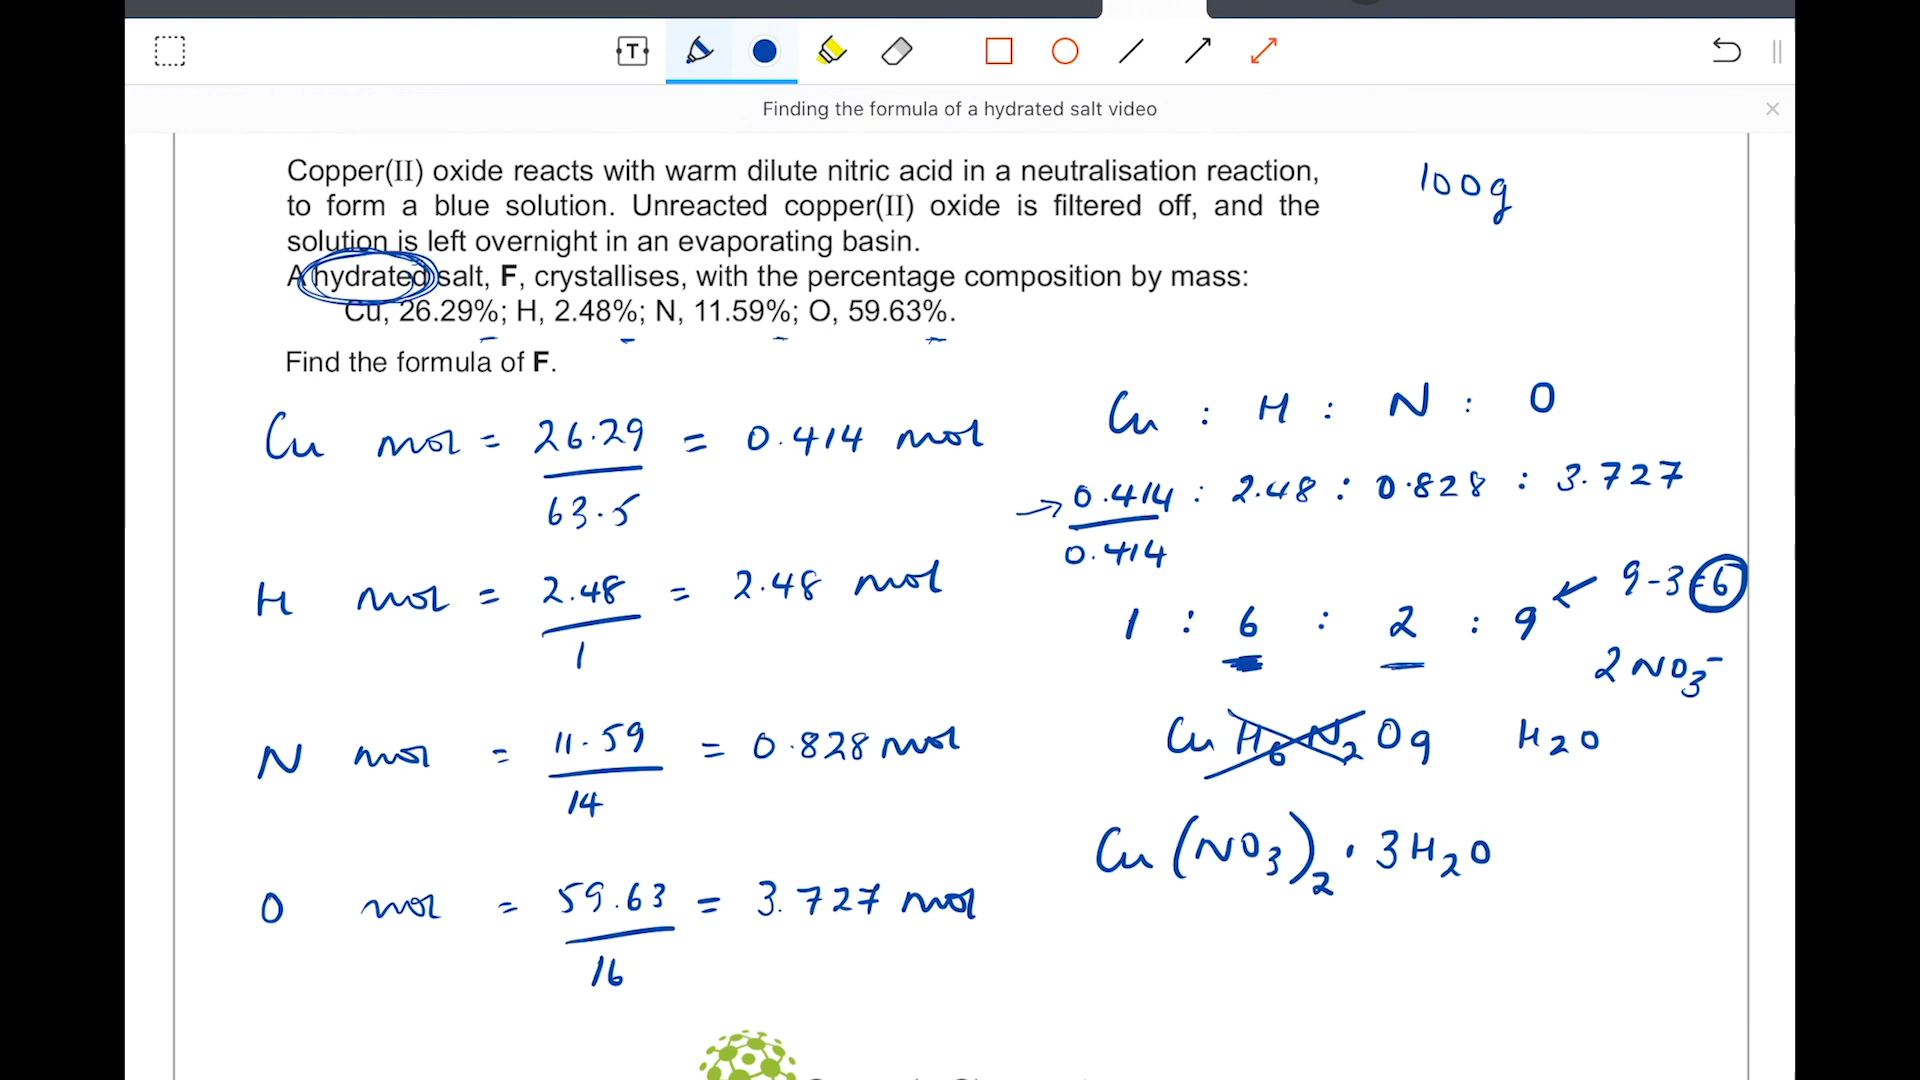 T
Finding the formula of a hydrated salt video
Copper(II) oxide reacts with warm dilute nitric acid in a neutralisation reaction,
to form a blue solution. Unreacted copper(II) oxide is filtered off, and the
solution is left overnight in an evaporating basin.
A hydrated salt, F, crystallises, with the percentage composition by mass:
Cu, 26.29%; H, 2.48%; N, 11.59%; O, 59.63%.
Find the formula of F.
100g
Cu mol = 26.29 = 0.414 mol
63.5
H mol = 2.48 = 2.48 mol
1
N mol = 11.59 = 0.828 mol
14
O mol = 59.63 = 3.727 mol
16
Cu : H : N : O
→ 0.414 : 2.48 : 0.828 : 3.727
0.414
1 : 6 : 2 : 9 ← 9-3=6
2NO3⁻
CuH6N2O9 H2O
Cu(NO3)2 · 3H2O